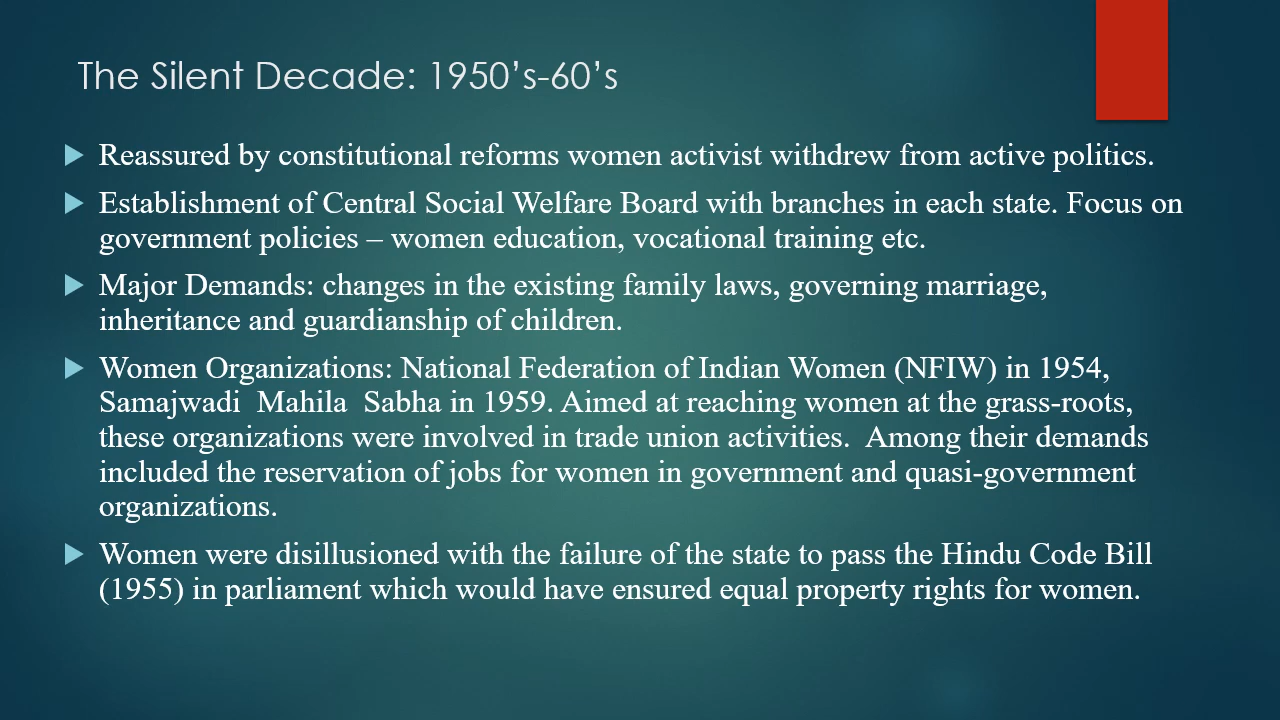 The Silent Decade: 1950’s-60’s
Reassured by constitutional reforms women activist withdrew from active politics.
Establishment of Central Social Welfare Board with branches in each state. Focus on
government policies – women education, vocational training etc.
Major Demands: changes in the existing family laws, governing marriage,
inheritance and guardianship of children.
Women Organizations: National Federation of Indian Women (NFIW) in 1954,
Samajwadi  Mahila  Sabha in 1959. Aimed at reaching women at the grass-roots,
these organizations were involved in trade union activities.  Among their demands
included the reservation of jobs for women in government and quasi-government
organizations.
Women were disillusioned with the failure of the state to pass the Hindu Code Bill
(1955) in parliament which would have ensured equal property rights for women.